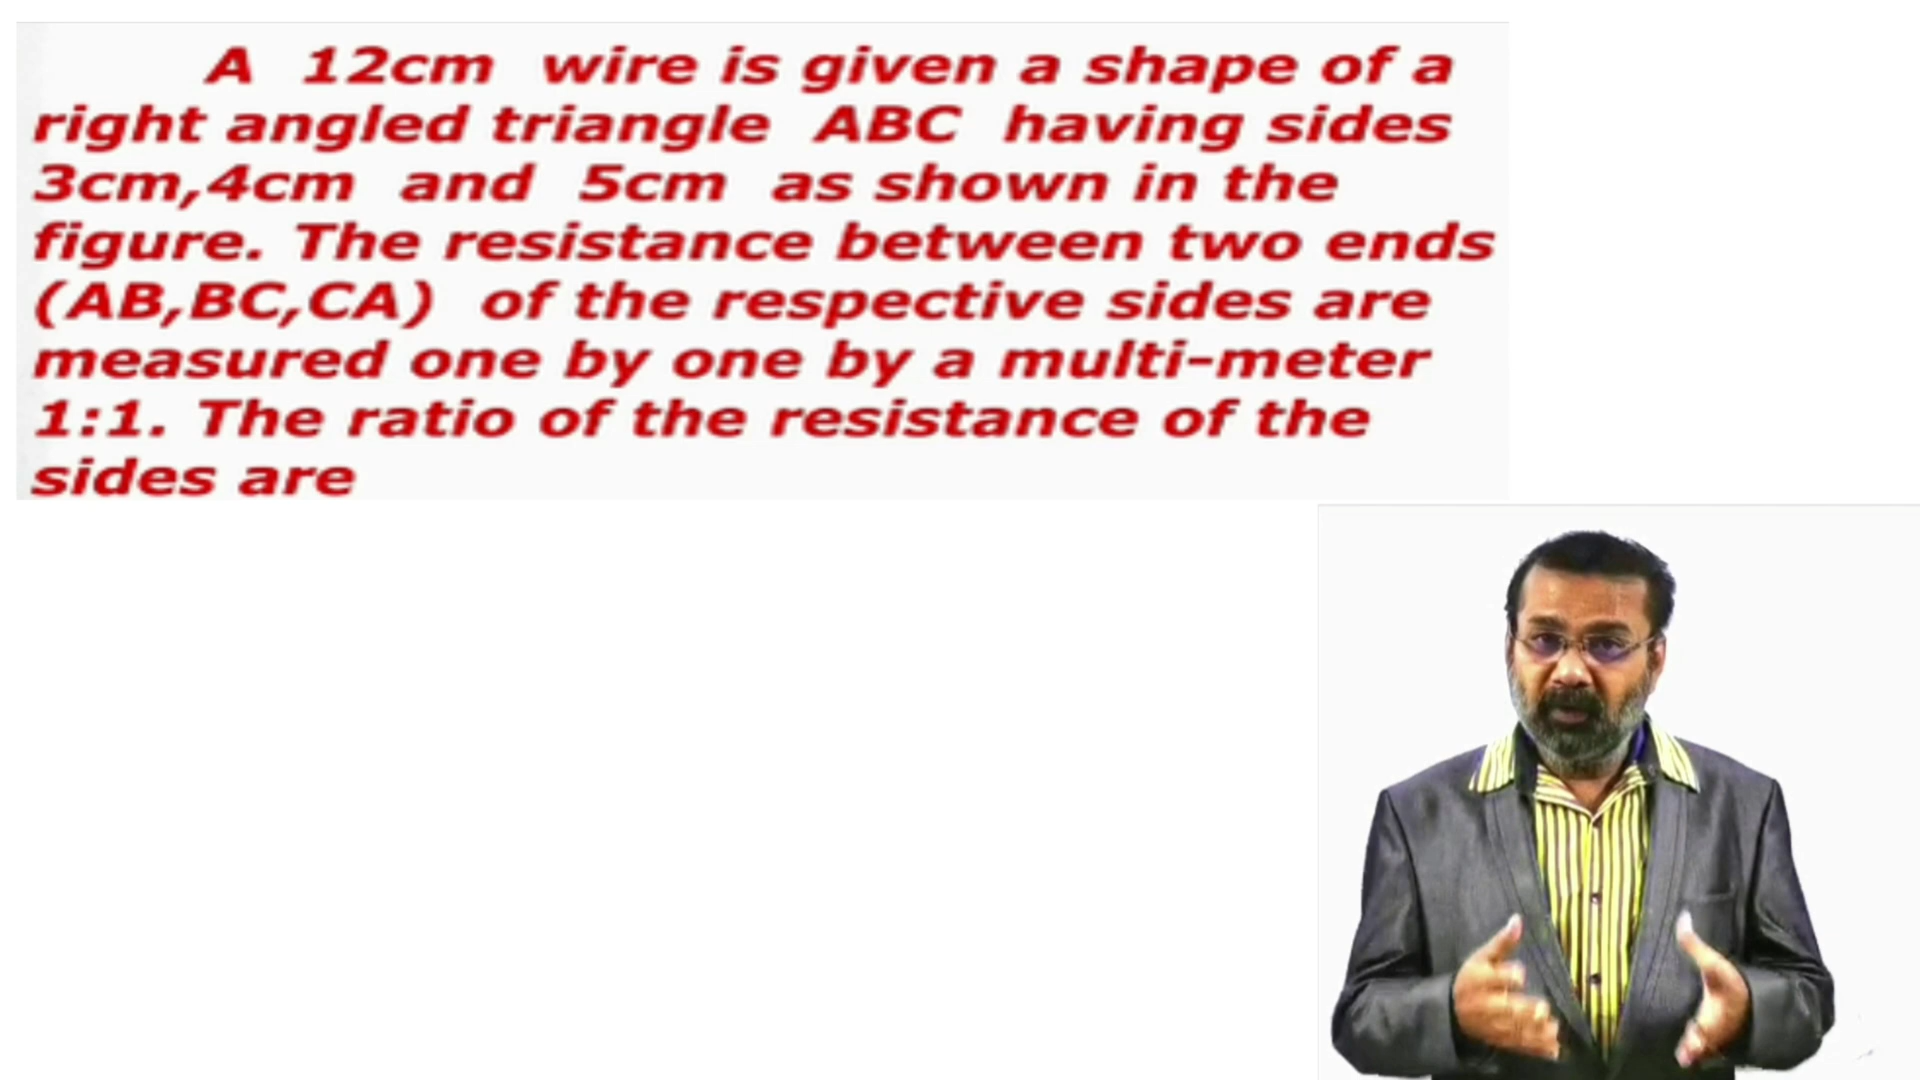 A 12cm wire is given a shape of a
right angled triangle ABC having sides
3cm,4cm and 5cm as shown in the
figure. The resistance between two ends
(AB,BC,CA) of the respective sides are
measured one by one by a multi-meter
1:1. The ratio of the resistance of the
sides are